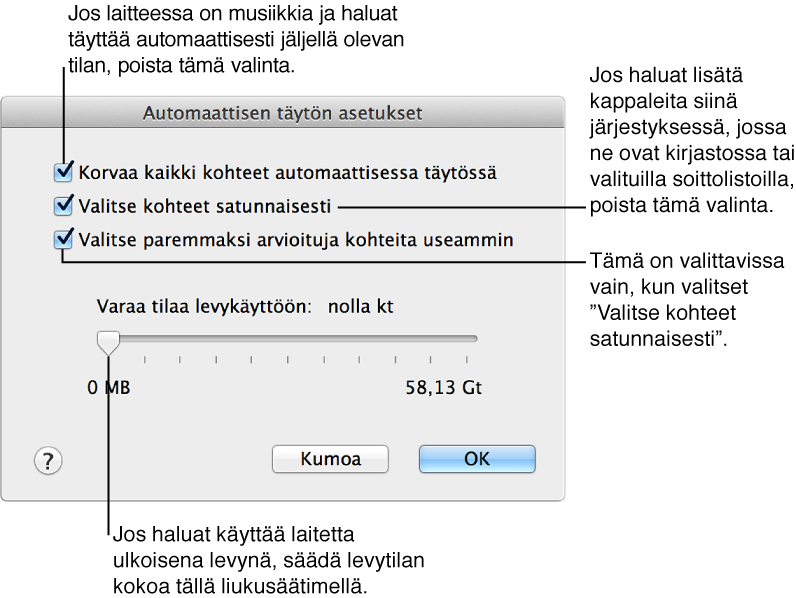 Jos laitteessa on musiikkia ja haluat
täyttää automaattisesti jäljellä olevan
tilan, poista tämä valinta.
Automaattisen täytön asetukset
Korvaa kaikki kohteet automaattisessa täytössä
Valitse kohteet satunnaisesti
Valitse paremmaksi arvioituja kohteita useammin
Jos haluat lisätä
kappaleita siinä
järjestyksessä, jossa
ne ovat kirjastossa tai
valituilla soittolistoilla,
poista tämä valinta.
Tämä on valittavissa
vain, kun valitset
”Valitse kohteet
satunnaisesti”.
Varaa tilaa levykäyttöön: nolla kt
0 MB 58,13 Gt
? Kumoa OK
Jos haluat käyttää laitetta
ulkoisena levynä, säädä levytilan
kokoa tällä liukusäätimellä.